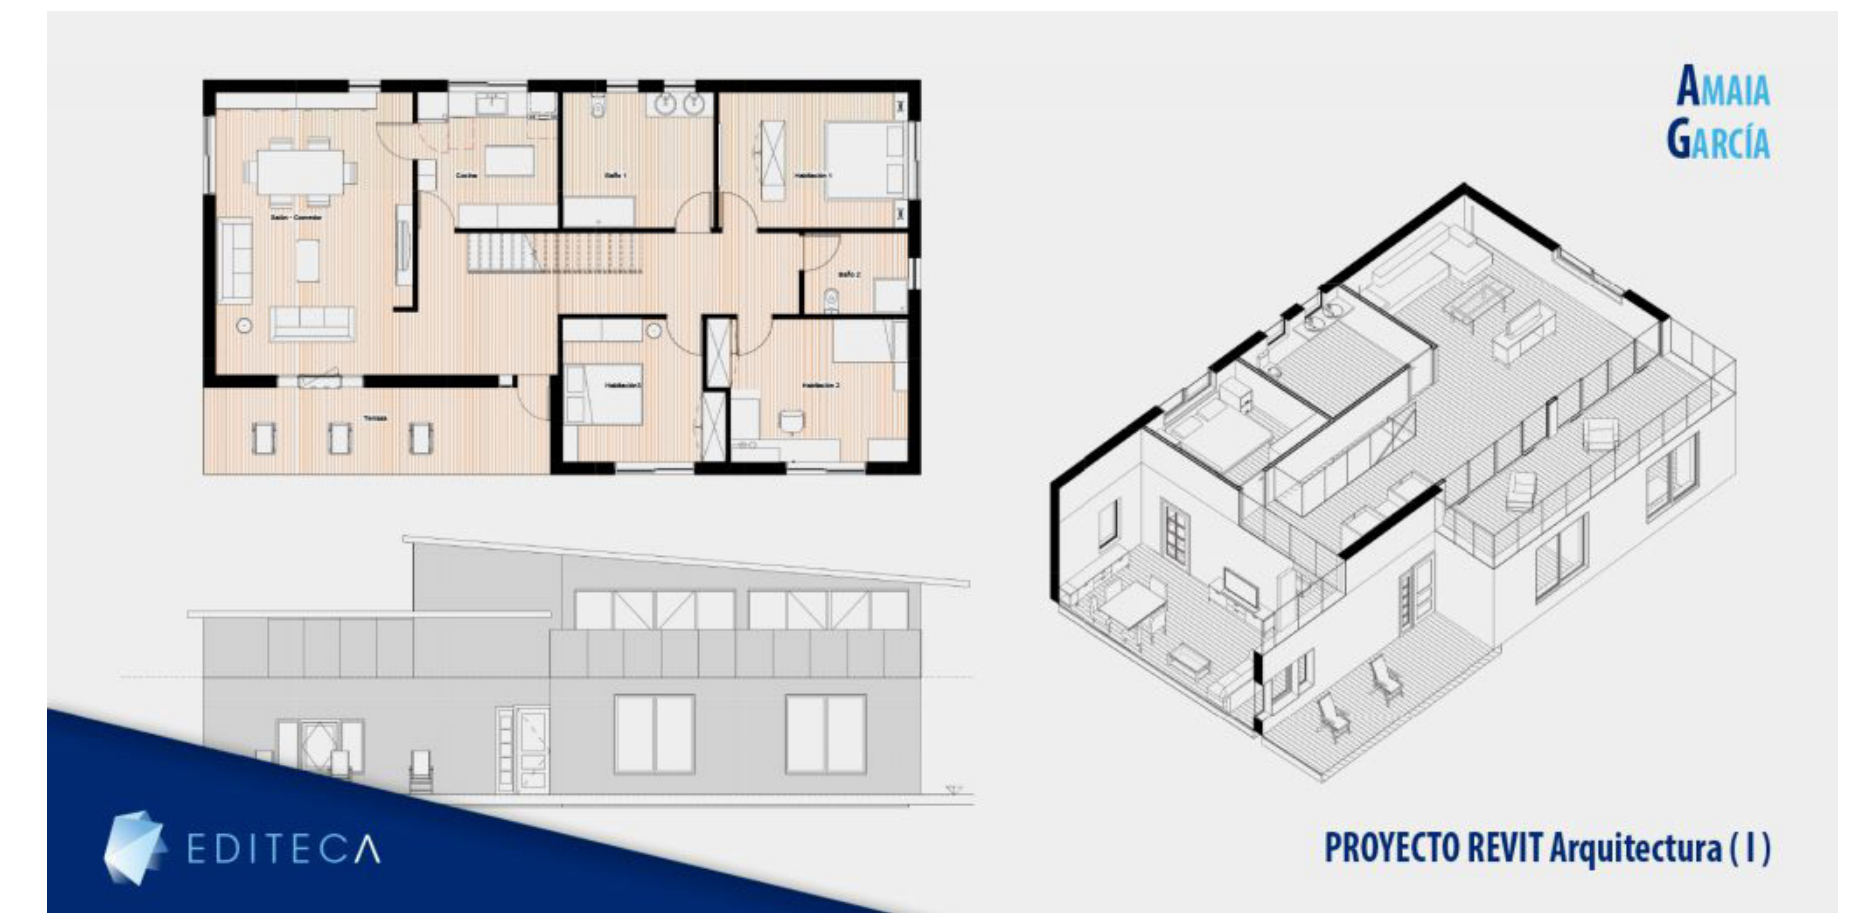 AMAIA
GARCÍA
Cocina
Baño 1
Habitación 1
Salón - Comedor
Baño 2
Habitación 3
Habitación 2
Terraza
EDITECA
PROYECTO REVIT Arquitectura ( I )